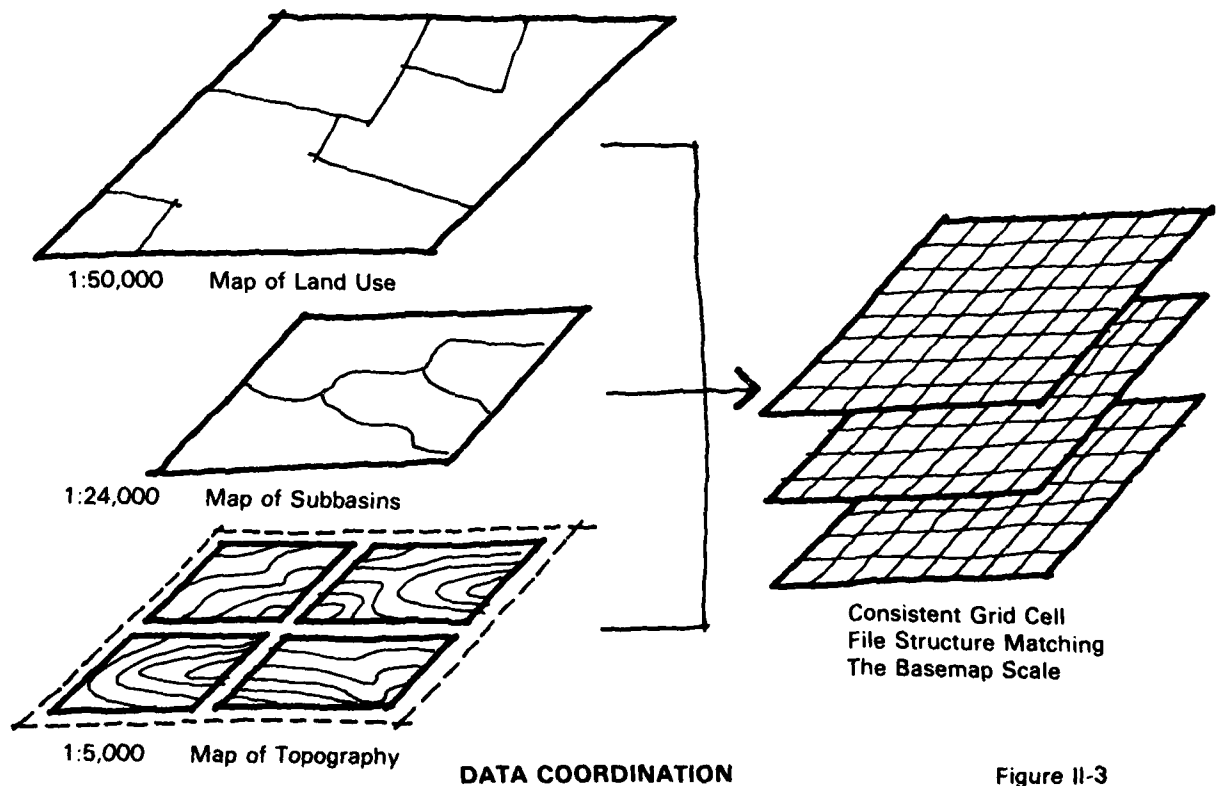 1:50,000 Map of Land Use
1:24,000 Map of Subbasins
1:5,000 Map of Topography
Consistent Grid Cell
File Structure Matching
The Basemap Scale
DATA COORDINATION
Figure II-3